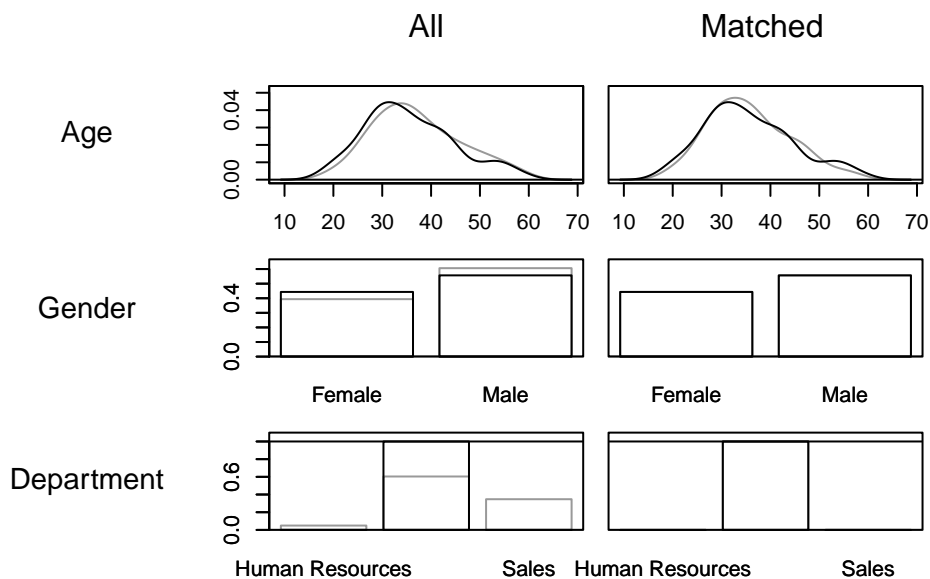 All Matched
Age
0.04
0.00
10 20 30 40 50 60 70 10 20 30 40 50 60 70
Gender
0.4
0.0
Female Male Female Male
Department
0.6
0.0
Human Resources Sales Human Resources Sales